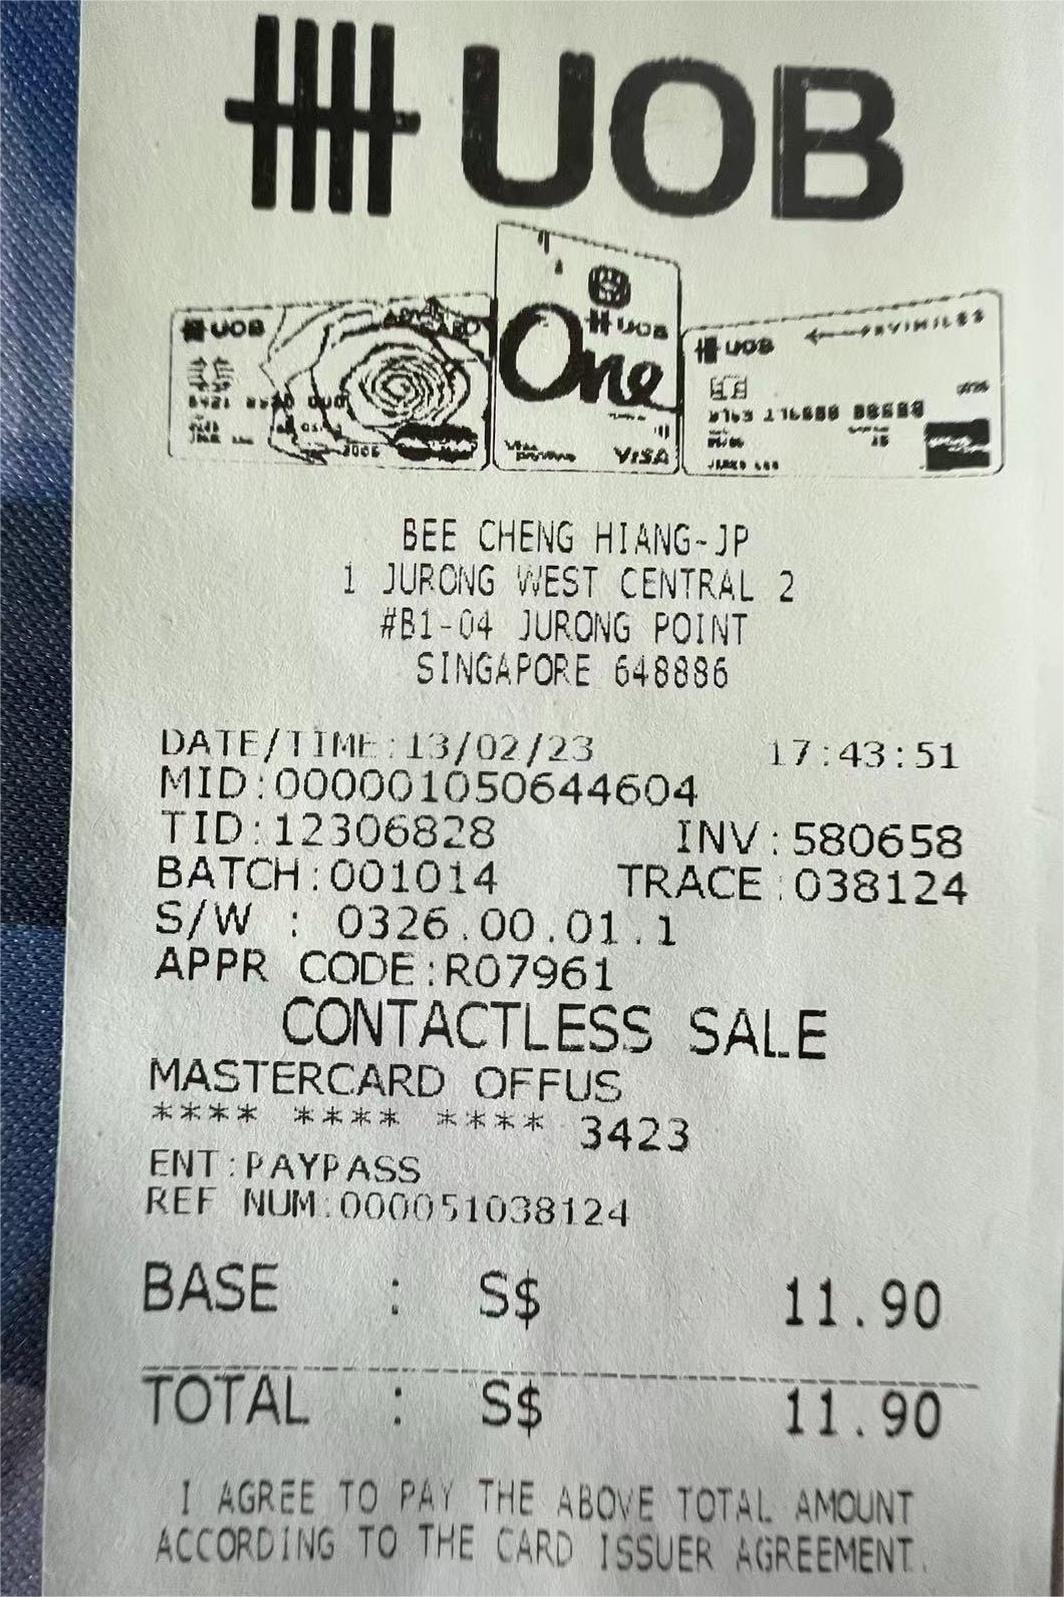 UOB
UOB
One
UOB
UOB
VISA
BEE CHENG HIANG-JP
1 JURONG WEST CENTRAL 2
#B1-04 JURONG POINT
SINGAPORE 648886
DATE/TIME:13/02/23 17:43:51
MID:000001050644604
TID:12306828 INV:580658
BATCH:001014 TRACE:038124
S/W : 0326.00.01.1
APPR CODE:R07961
CONTACTLESS SALE
MASTERCARD OFFUS
**** **** **** 3423
ENT:PAYPASS
REF NUM:000051038124
BASE : S$ 11.90
TOTAL : S$ 11.90
I AGREE TO PAY THE ABOVE TOTAL AMOUNT
ACCORDING TO THE CARD ISSUER AGREEMENT.